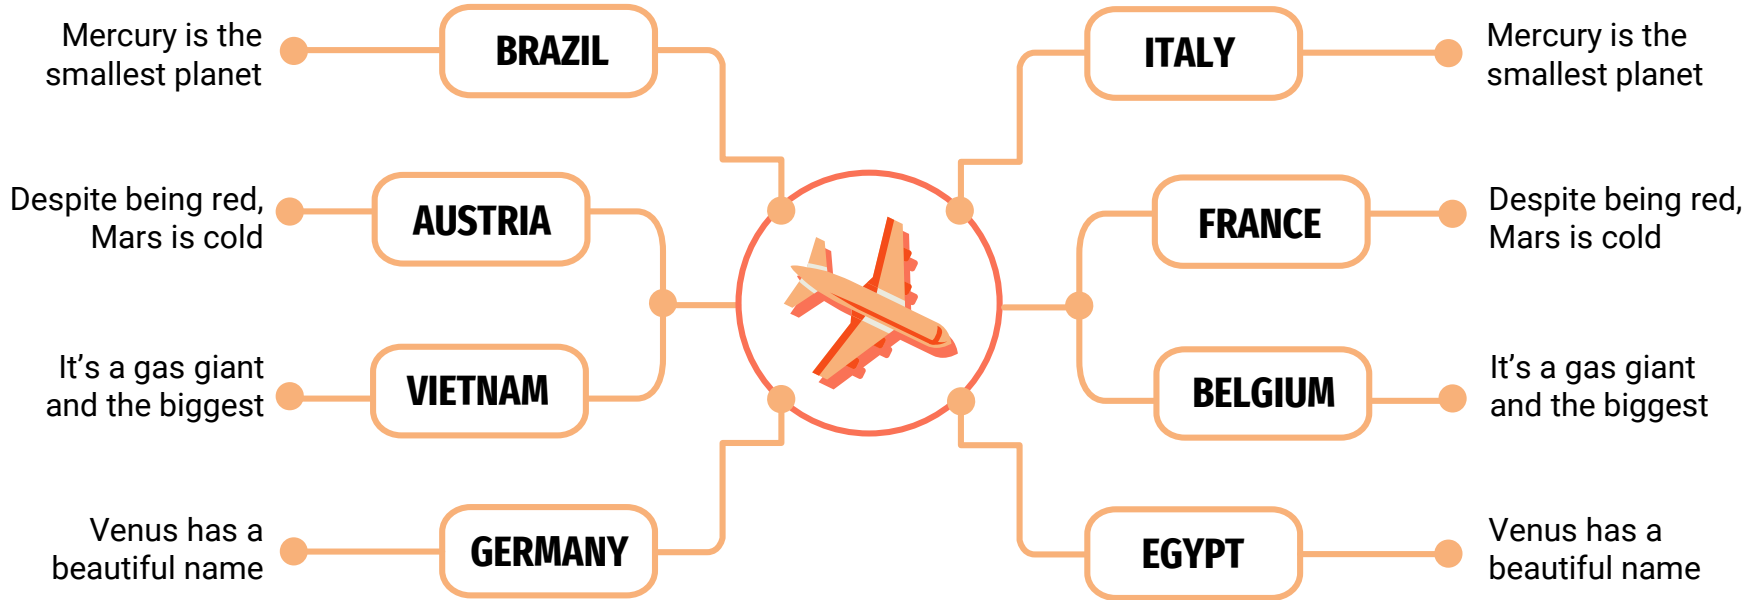 Mercury is the
smallest planet
BRAZIL
ITALY
Mercury is the
smallest planet
Despite being red,
Mars is cold
AUSTRIA
FRANCE
Despite being red,
Mars is cold
It’s a gas giant
and the biggest
VIETNAM
BELGIUM
It’s a gas giant
and the biggest
Venus has a
beautiful name
GERMANY
EGYPT
Venus has a
beautiful name